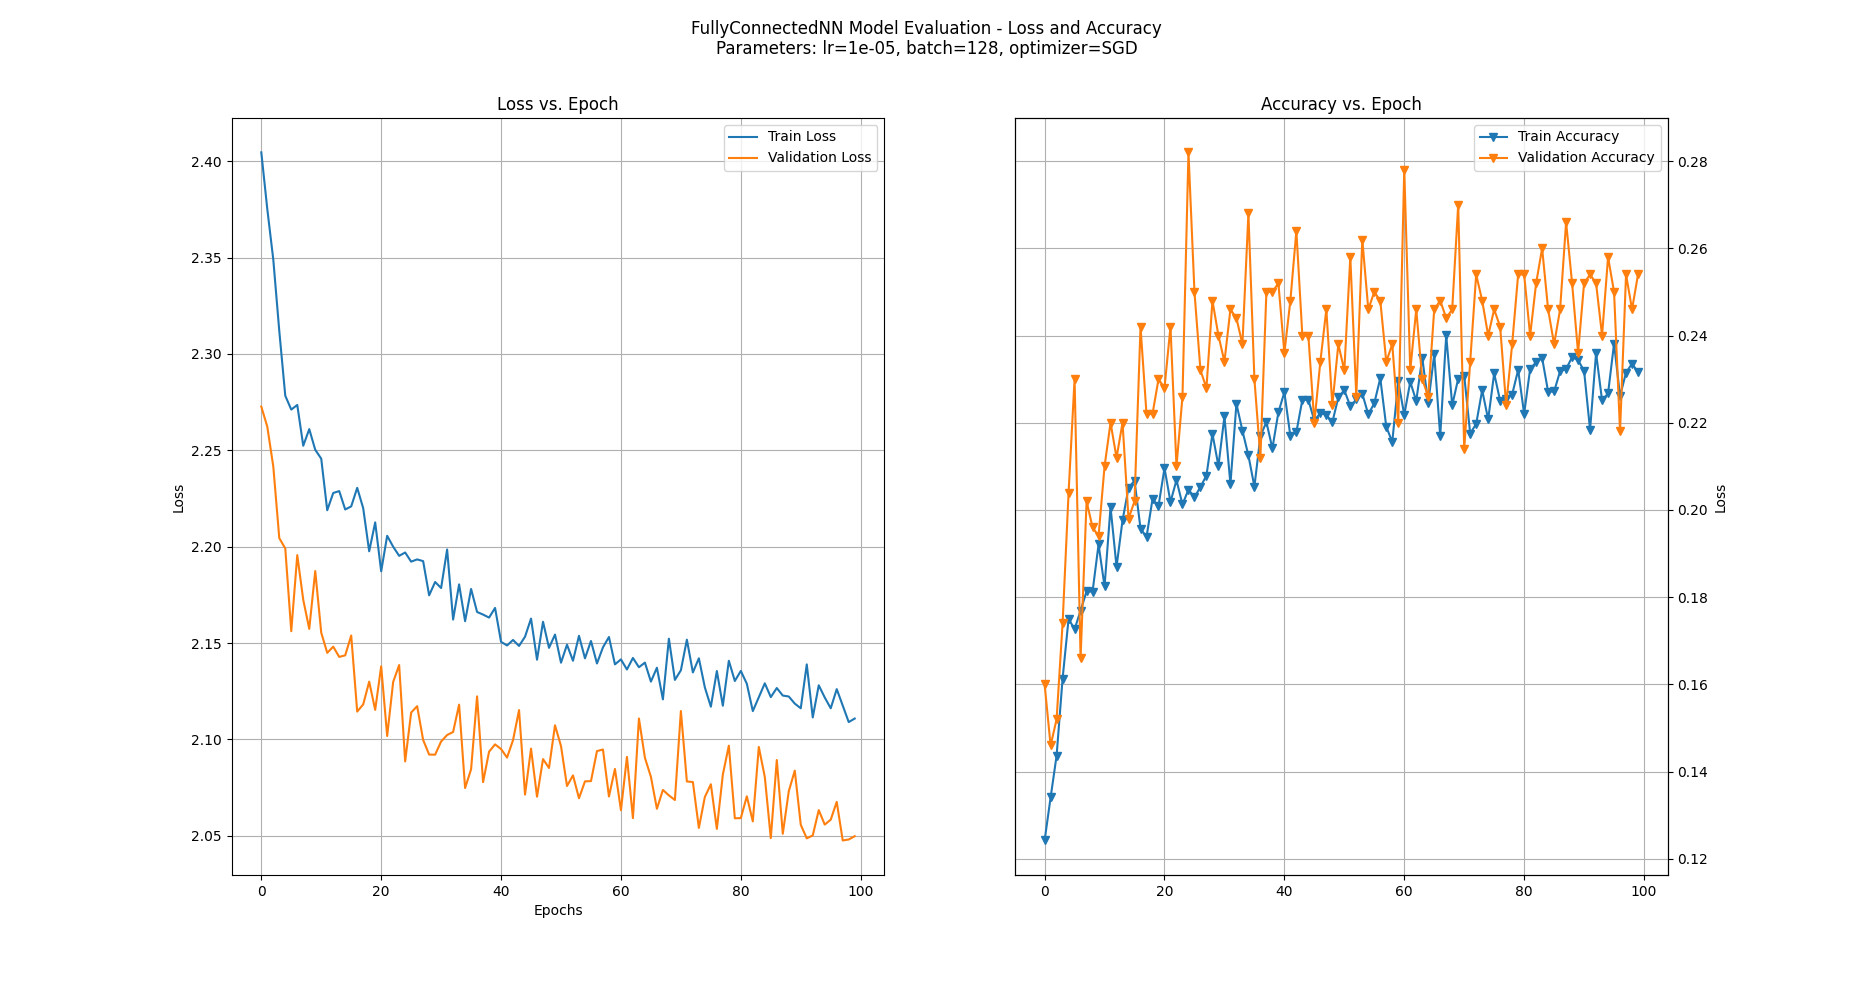 FullyConnectedNN Model Evaluation - Loss and Accuracy
Parameters: lr=1e-05, batch=128, optimizer=SGD
Loss vs. Epoch
Train Loss
Validation Loss
2.40
2.35
2.30
2.25
2.20
2.15
2.10
2.05
Loss
0 20 40 60 80 100
Epochs
Accuracy vs. Epoch
Train Accuracy
Validation Accuracy
0.28
0.26
0.24
0.22
0.20
0.18
0.16
0.14
0.12
Loss
0 20 40 60 80 100